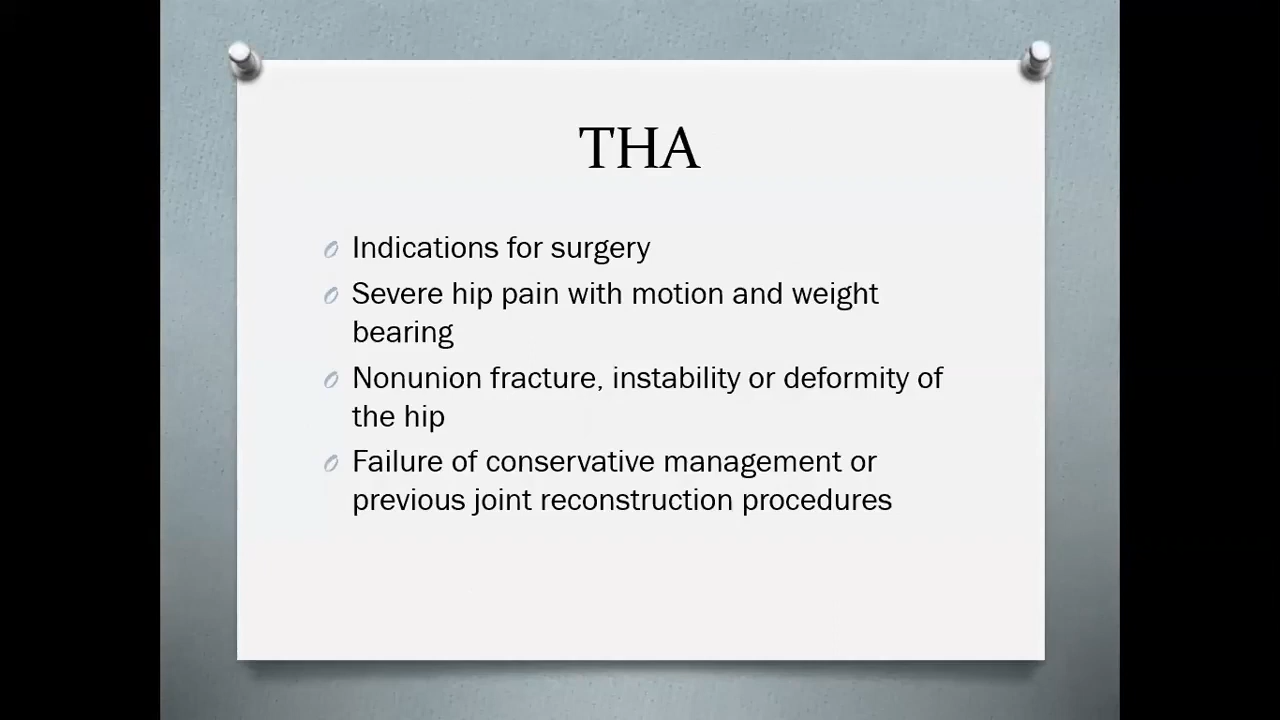 THA
Indications for surgery
Severe hip pain with motion and weight
bearing
Nonunion fracture, instability or deformity of
the hip
Failure of conservative management or
previous joint reconstruction procedures